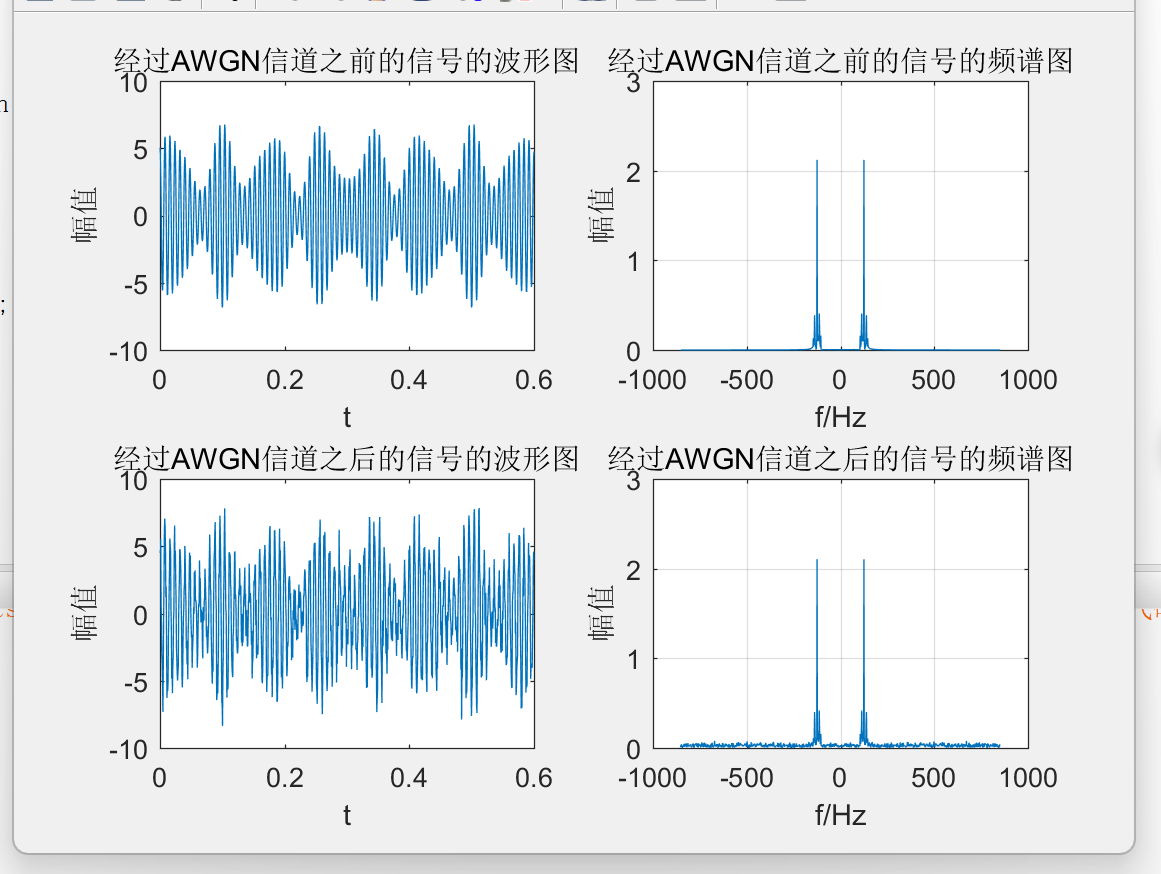 经过AWGN信道之前的信号的波形图
经过AWGN信道之前的信号的频谱图
10
5
0
-5
-10
幅值
0 0.2 0.4 0.6
t
3
2
1
0
幅值
-1000 -500 0 500 1000
f/Hz
经过AWGN信道之后的信号的波形图
经过AWGN信道之后的信号的频谱图
10
5
0
-5
-10
幅值
0 0.2 0.4 0.6
t
3
2
1
0
幅值
-1000 -500 0 500 1000
f/Hz
;